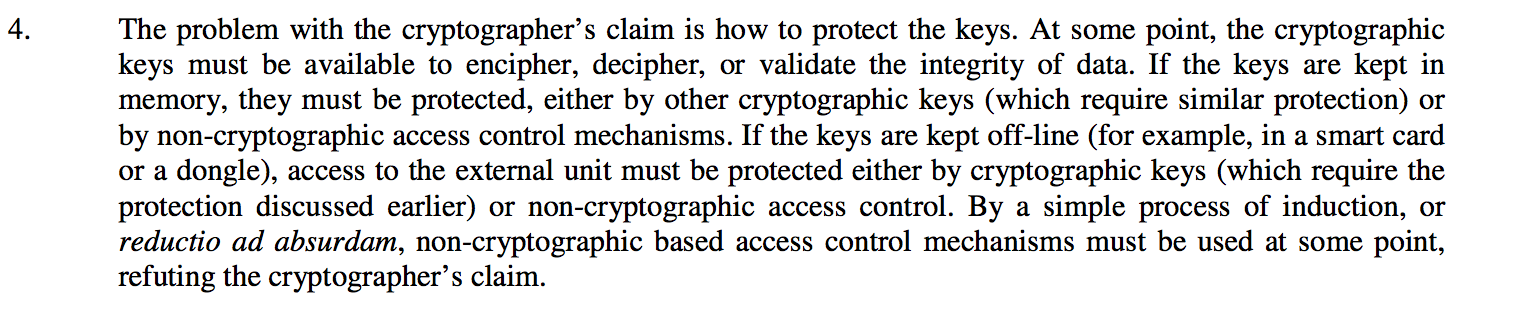 4. The problem with the cryptographer’s claim is how to protect the keys. At some point, the cryptographic
keys must be available to encipher, decipher, or validate the integrity of data. If the keys are kept in
memory, they must be protected, either by other cryptographic keys (which require similar protection) or
by non-cryptographic access control mechanisms. If the keys are kept off-line (for example, in a smart card
or a dongle), access to the external unit must be protected either by cryptographic keys (which require the
protection discussed earlier) or non-cryptographic access control. By a simple process of induction, or
reductio ad absurdam, non-cryptographic based access control mechanisms must be used at some point,
refuting the cryptographer’s claim.